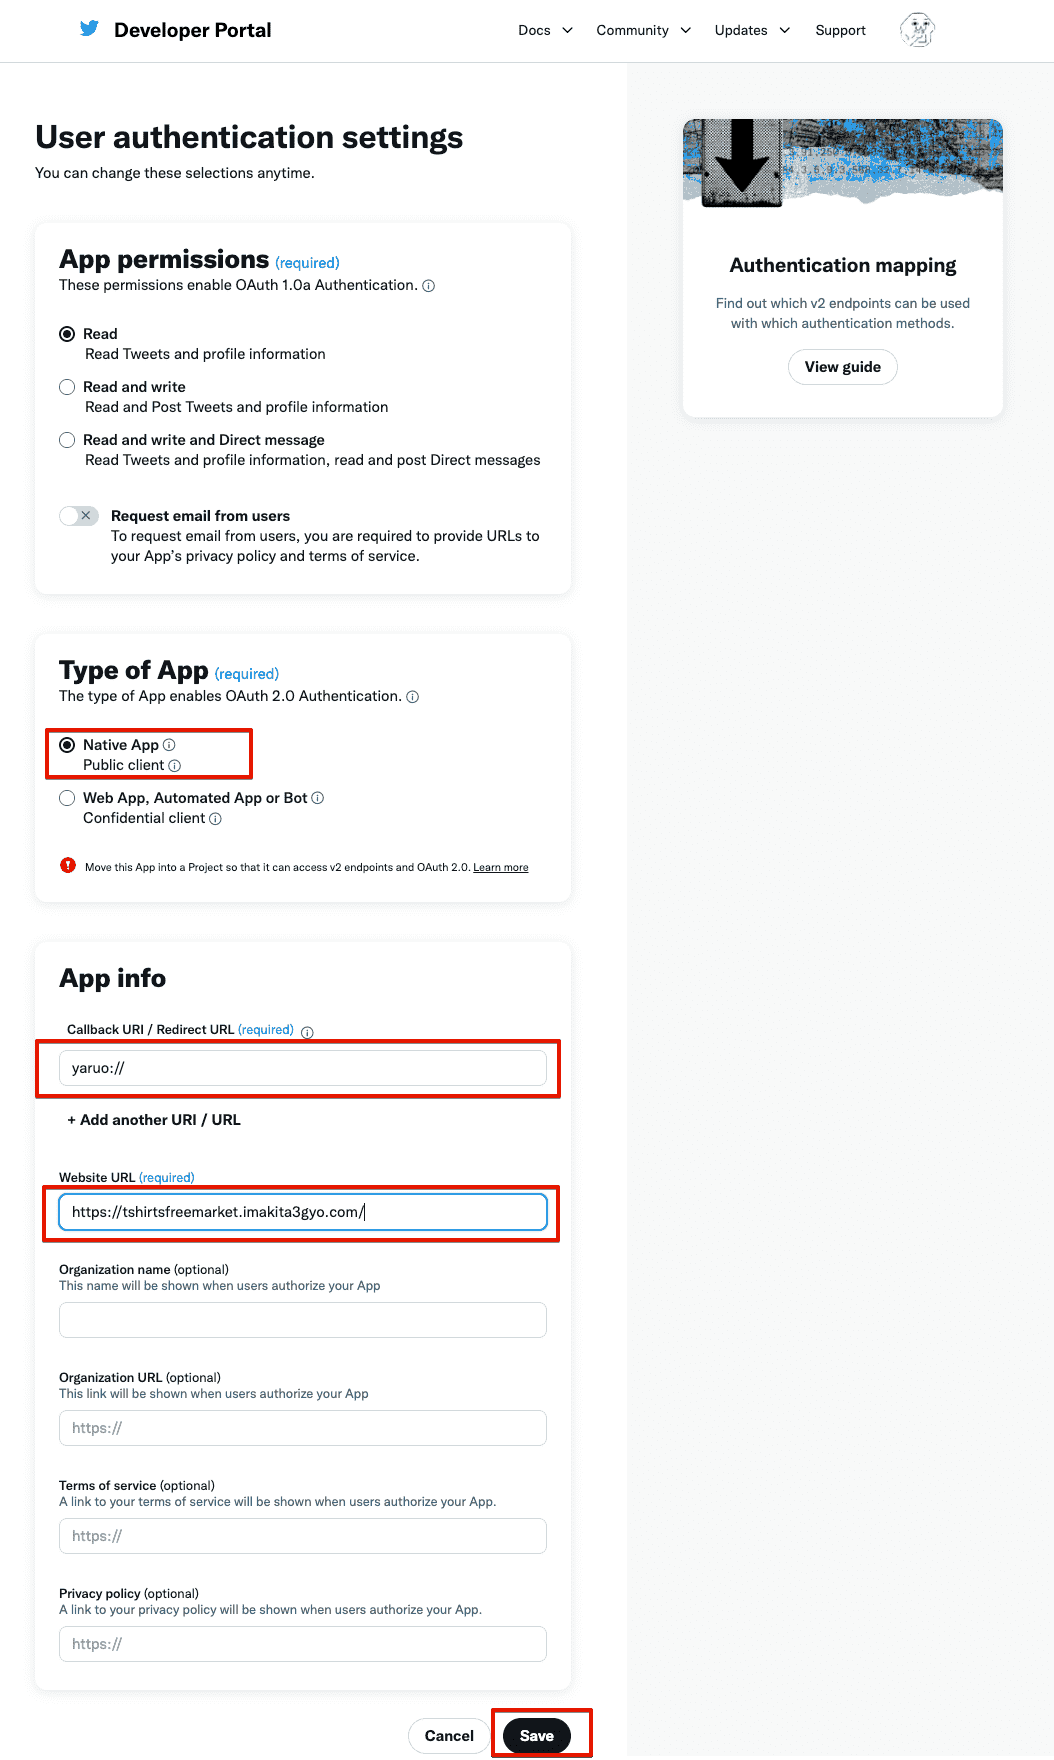 Developer Portal
Docs Community Updates Support
User authentication settings
You can change these selections anytime.
App permissions (required)
These permissions enable OAuth 1.0a Authentication.
Read
Read Tweets and profile information
Read and write
Read and Post Tweets and profile information
Read and write and Direct message
Read Tweets and profile information, read and post Direct messages
Request email from users
To request email from users, you are required to provide URLs to
your App's privacy policy and terms of service.
Type of App (required)
The type of App enables OAuth 2.0 Authentication.
Native App
Public client
Web App, Automated App or Bot
Confidential client
Move this App into a Project so that it can access v2 endpoints and OAuth 2.0. Learn more
App info
Callback URI / Redirect URL (required)
yaruo://
+ Add another URI / URL
Website URL (required)
https://tshirtsfreemarket.imakita3gyo.com/
Organization name (optional)
This name will be shown when users authorize your App
Organization URL (optional)
This link will be shown when users authorize your App
https://
Terms of service (optional)
A link to your terms of service will be shown when users authorize your App.
https://
Privacy policy (optional)
A link to your privacy policy will be shown when users authorize your App.
https://
Cancel Save
Authentication mapping
Find out which v2 endpoints can be used
with which authentication methods.
View guide